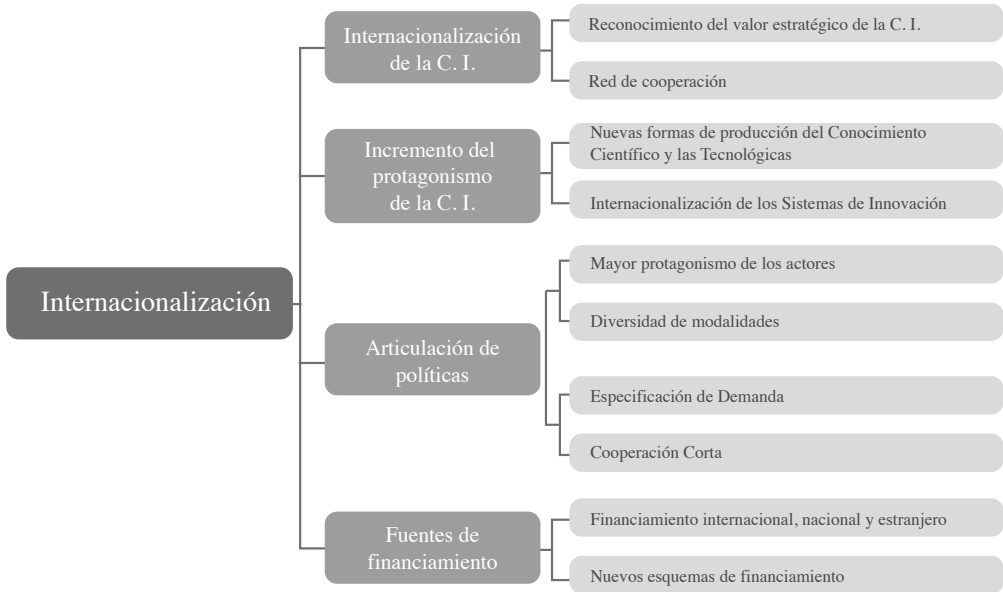 Internacionalización
Internacionalización
de la C. I.
Reconocimiento del valor estratégico de la C. I.
Red de cooperación
Incremento del
protagonismo
de la C. I.
Nuevas formas de producción del Conocimiento
Científico y las Tecnológicas
Internacionalización de los Sistemas de Innovación
Articulación de
políticas
Mayor protagonismo de los actores
Diversidad de modalidades
Especificación de Demanda
Cooperación Corta
Fuentes de
financiamiento
Financiamiento internacional, nacional y estranjero
Nuevos esquemas de financiamiento